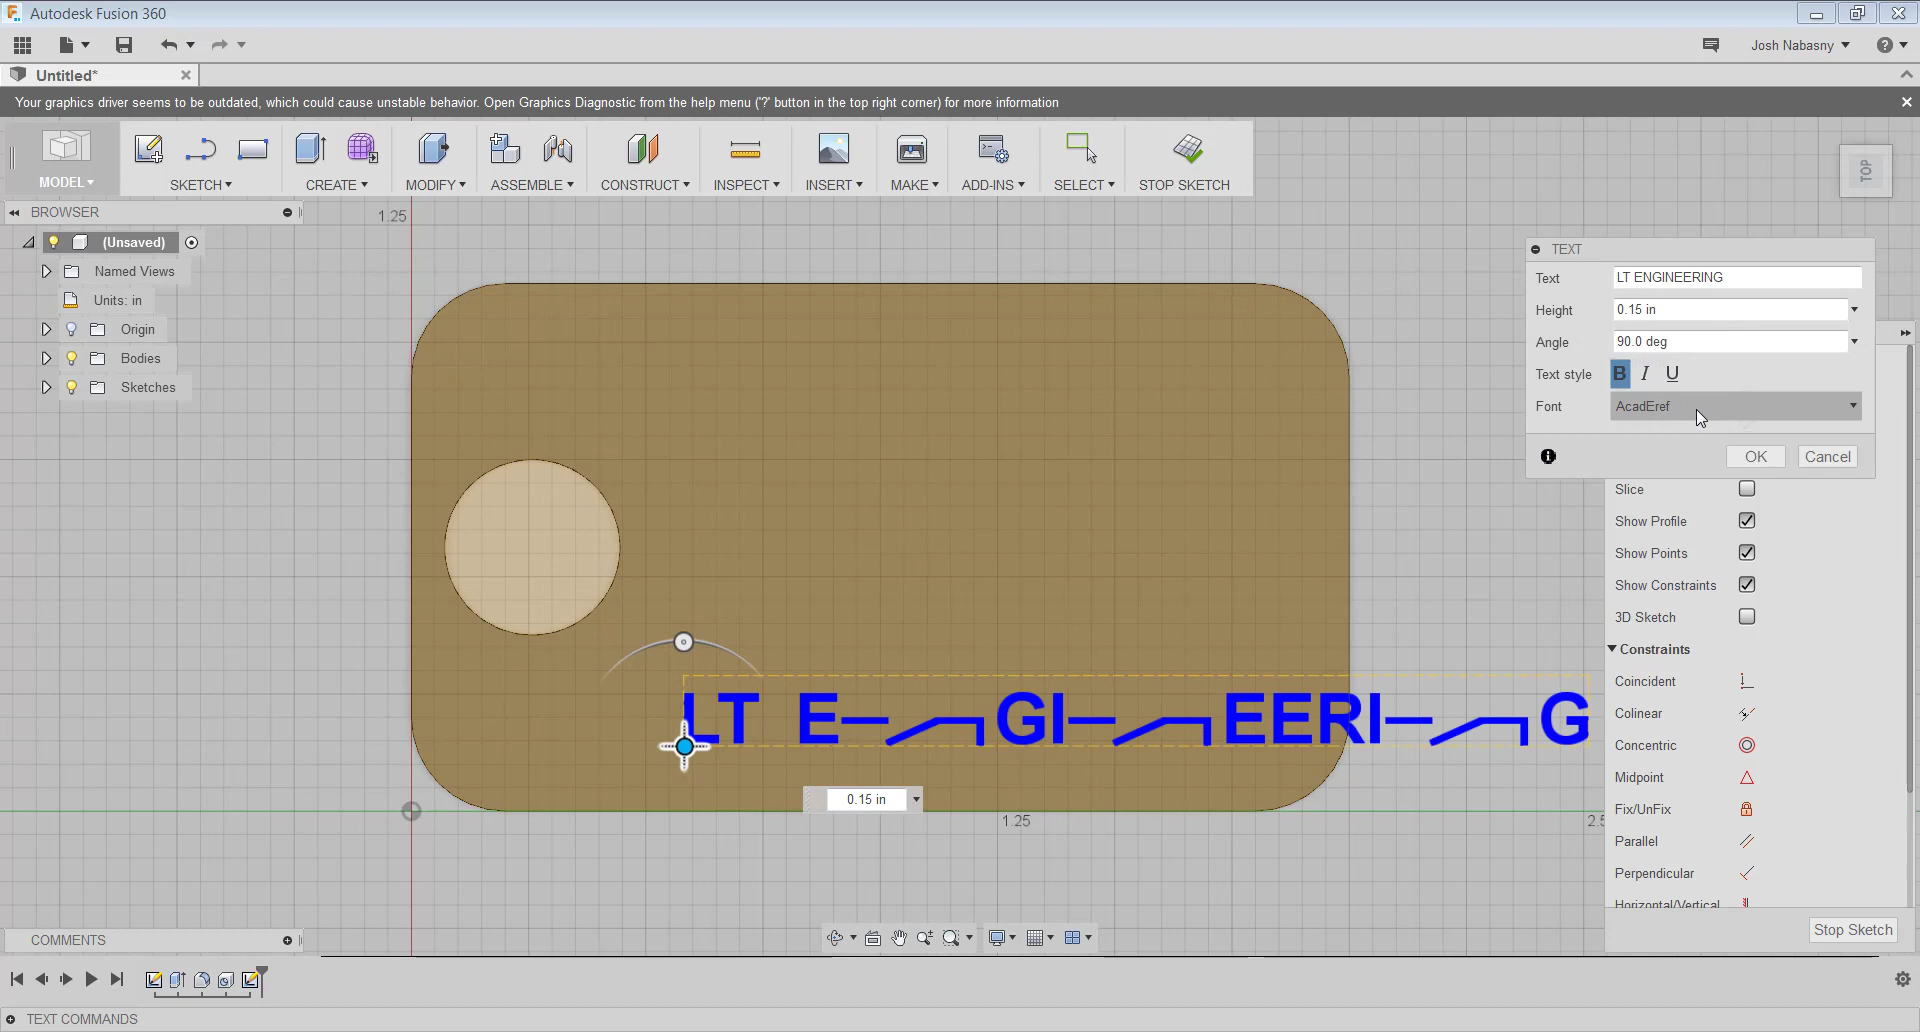 Autodesk Fusion 360
Josh Nabasny
Untitled*
Your graphics driver seems to be outdated, which could cause unstable behavior. Open Graphics Diagnostic from the help menu ('?' button in the top right corner) for more information
MODEL
SKETCH
CREATE
MODIFY
ASSEMBLE
CONSTRUCT
INSPECT
INSERT
MAKE
ADD-INS
SELECT
STOP SKETCH
TOP
BROWSER
(Unsaved)
Named Views
Units: in
Origin
Bodies
Sketches
1.25
TEXT
Text LT ENGINEERING
Height 0.15 in
Angle 90.0 deg
Text style B I U
Font AcadEref
OK Cancel
Slice
Show Profile
Show Points
Show Constraints
3D Sketch
Constraints
Coincident
Colinear
Concentric
Midpoint
Fix/UnFix
Parallel
Perpendicular
Horizontal/Vertical
Stop Sketch
LT E GI EERI G
0.15 in
1.25
2.5
COMMENTS
TEXT COMMANDS